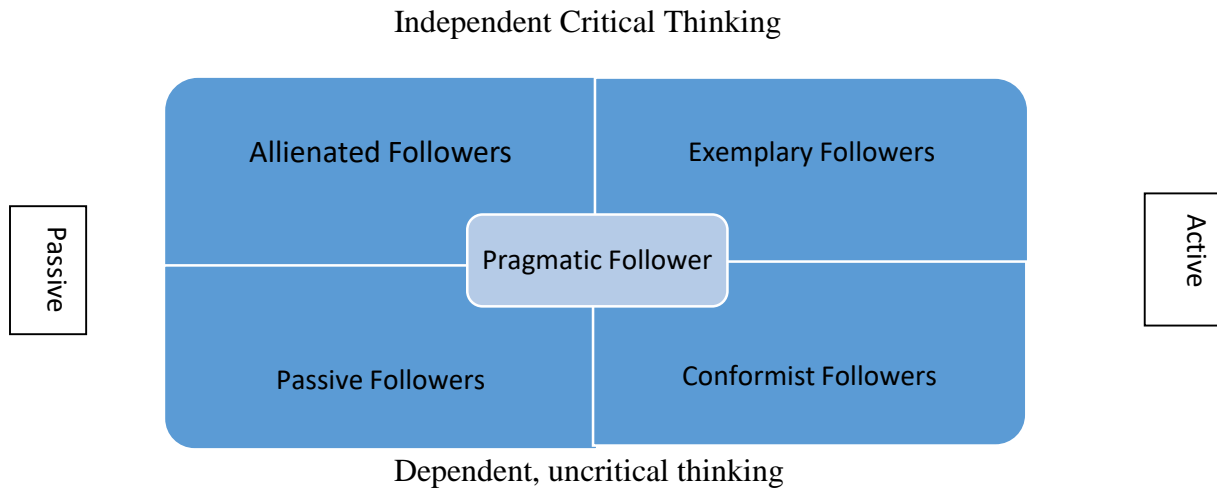 Independent Critical Thinking
Allienated Followers
Exemplary Followers
Passive
Pragmatic Follower
Active
Passive Followers
Conformist Followers
Dependent, uncritical thinking